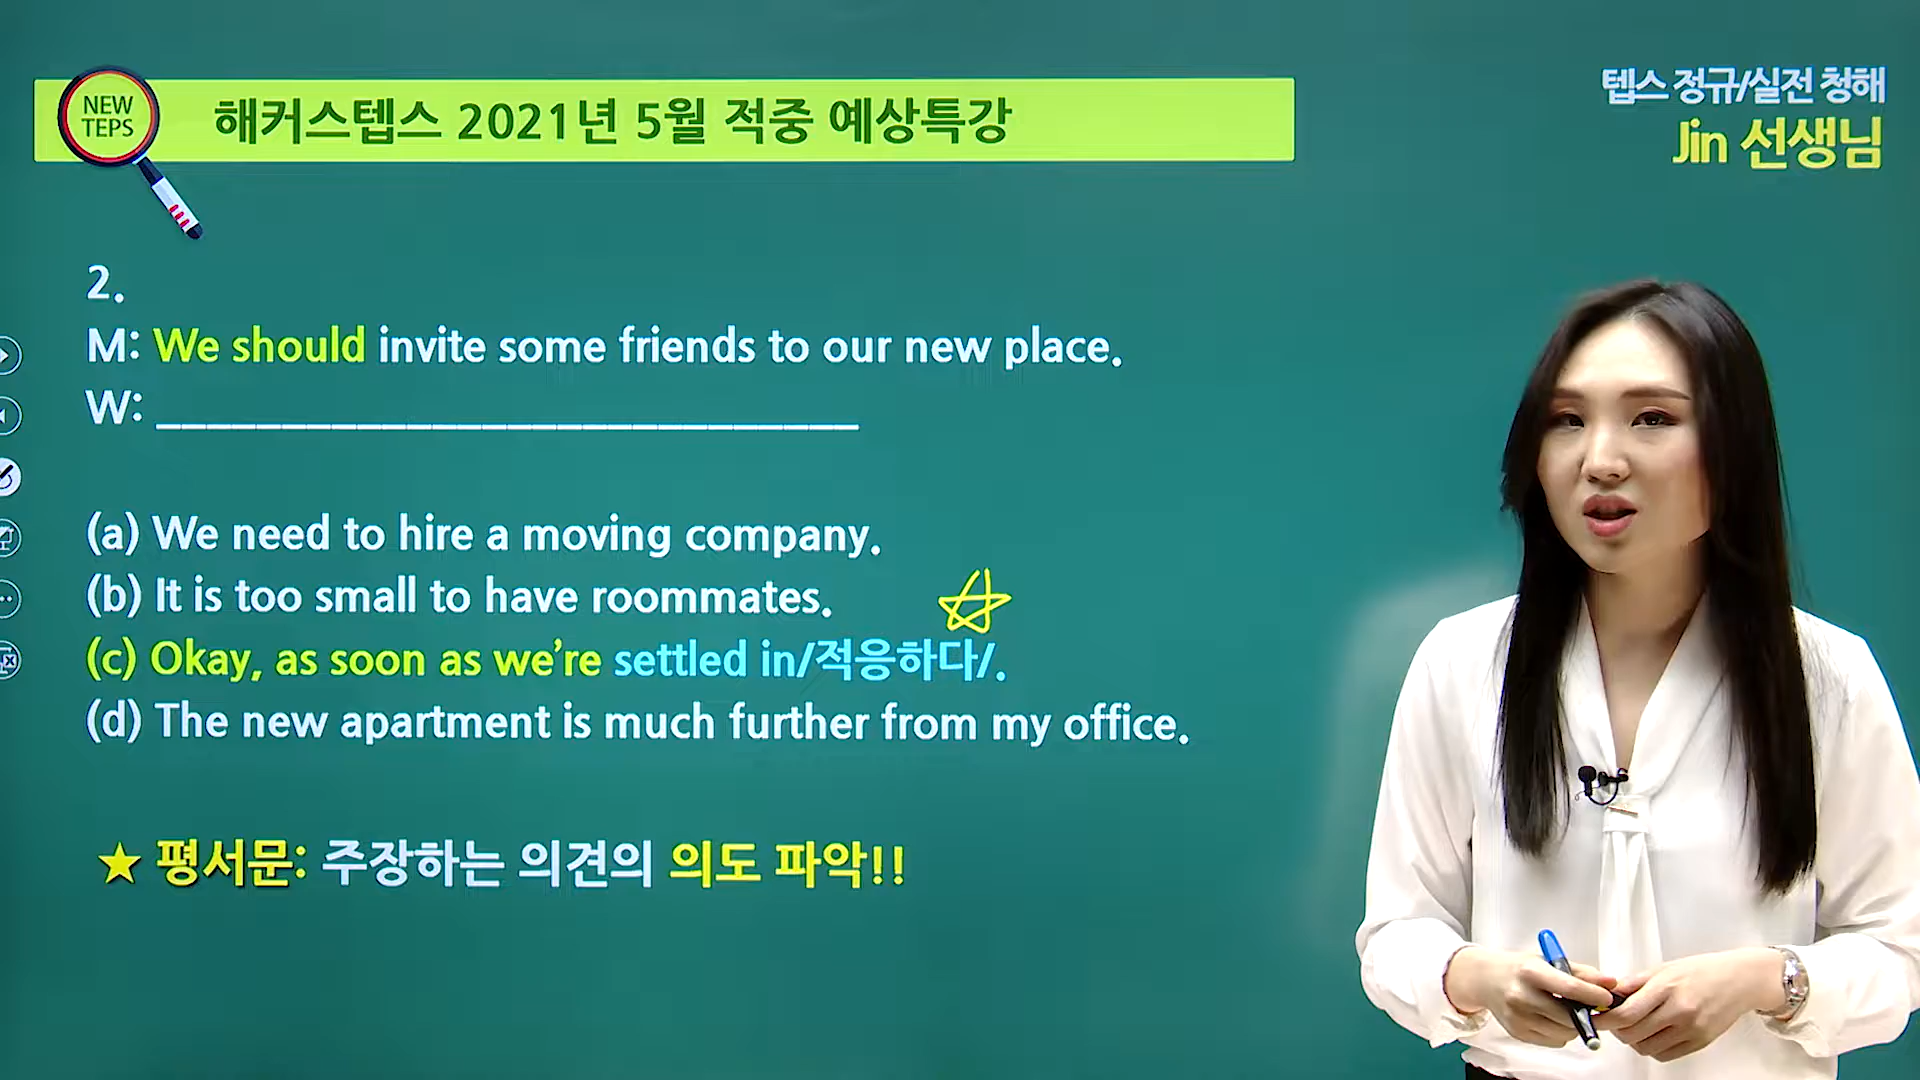 NEW
TEPS
해커스텝스 2021년 5월 적중 예상특강
텝스 정규/실전 청해
Jin 선생님
2.
M: We should invite some friends to our new place.
W: ____________________________
(a) We need to hire a moving company.
(b) It is too small to have roommates.
(c) Okay, as soon as we’re settled in/적응하다/.
(d) The new apartment is much further from my office.
★ 평서문: 주장하는 의견의 의도 파악!!